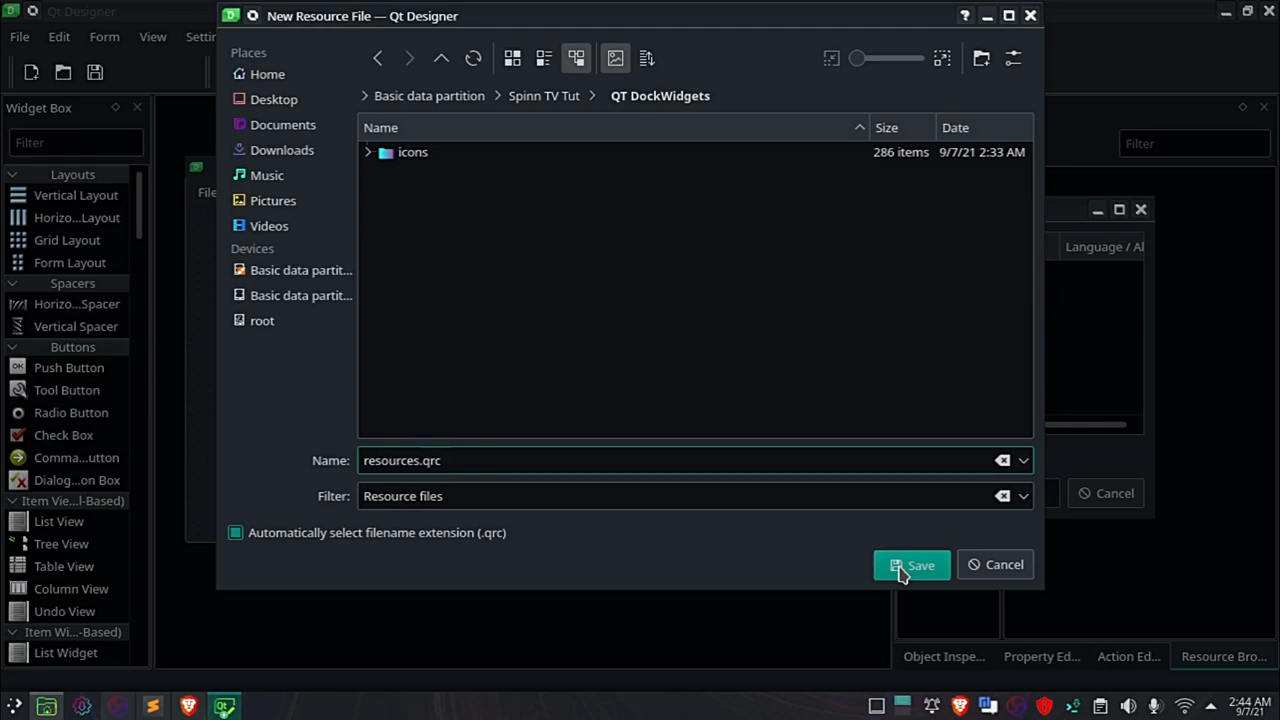 Qt Designer
New Resource File — Qt Designer
File Edit Form View Settin
Widget Box
Filter
Layouts
Vertical Layout
Horizo...Layout
Grid Layout
Form Layout
Spacers
Horizo...Spacer
Vertical Spacer
Buttons
Push Button
Tool Button
Radio Button
Check Box
Comma...utton
Dialog...on Box
Item Vie...l-Based)
List View
Tree View
Table View
Column View
Undo View
Item Wi...-Based)
List Widget
File
Places
Home
Desktop
Documents
Downloads
Music
Pictures
Videos
Devices
Basic data partit...
Basic data partit...
root
Basic data partition > Spinn TV Tut > QT DockWidgets
Name Size Date
icons 286 items 9/7/21 2:33 AM
Name: resources.qrc
Filter: Resource files
Automatically select filename extension (.qrc)
Save Cancel
Filter
Language / Al
Cancel
Object Inspe... Property Ed... Action Ed... Resource Bro...
2:44 AM
9/7/21